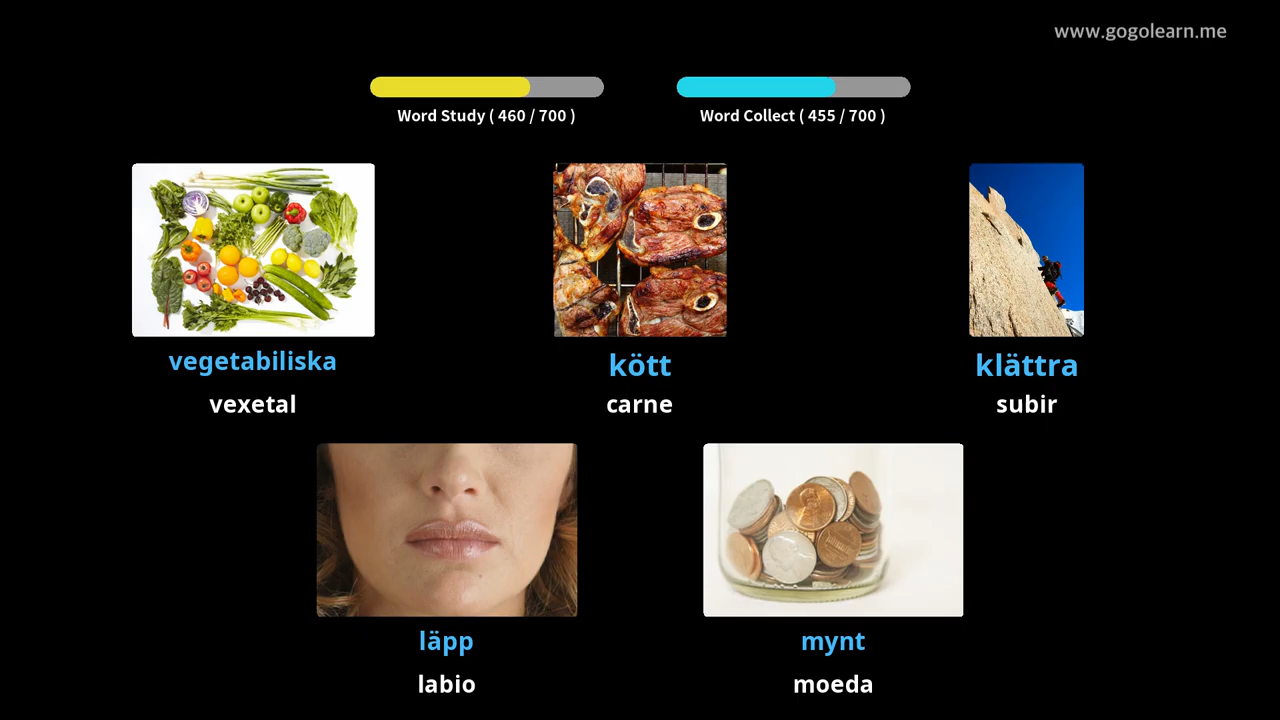 www.gogolearn.me
Word Study ( 460 / 700 )
Word Collect ( 455 / 700 )
vegetabiliska
vexetal
kött
carne
klättra
subir
läpp
labio
mynt
moeda